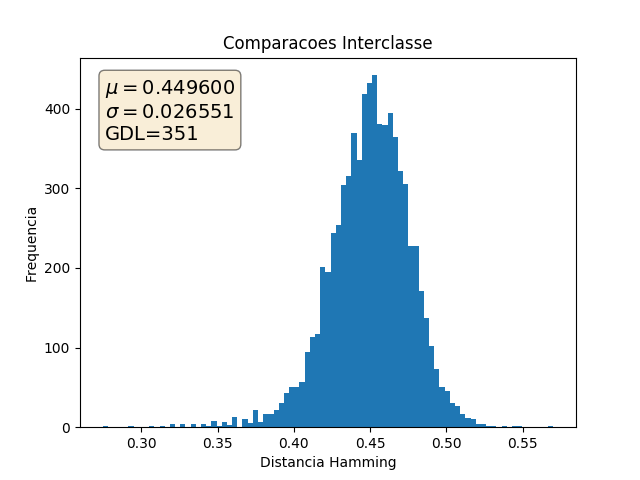 Comparacoes Interclasse
μ = 0.449600
σ = 0.026551
GDL=351
Frequencia
400
300
200
100
0
0.30 0.35 0.40 0.45 0.50 0.55
Distancia Hamming